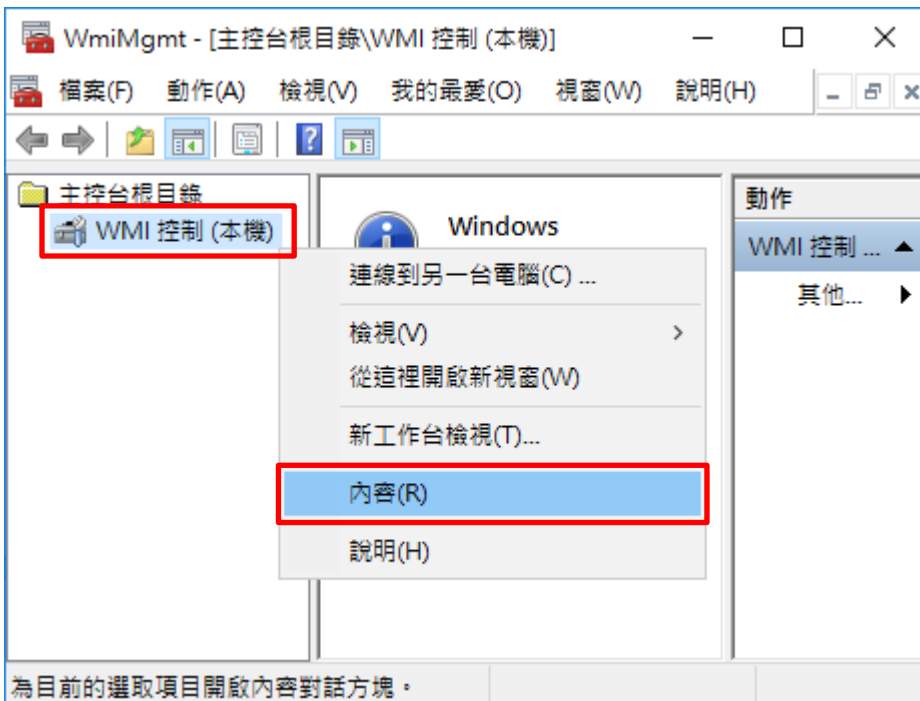 WmiMgmt - [主控台根目錄\WMI 控制 (本機)]
檔案(F) 動作(A) 檢視(V) 我的最愛(O) 視窗(W) 說明(H)
主控台根目錄
WMI 控制 (本機)
Windows
連線到另一台電腦(C) ...
檢視(V)
從這裡開啟新視窗(W)
新工作台檢視(T)...
內容(R)
說明(H)
動作
WMI 控制 ...
其他...
為目前的選取項目開啟內容對話方塊。